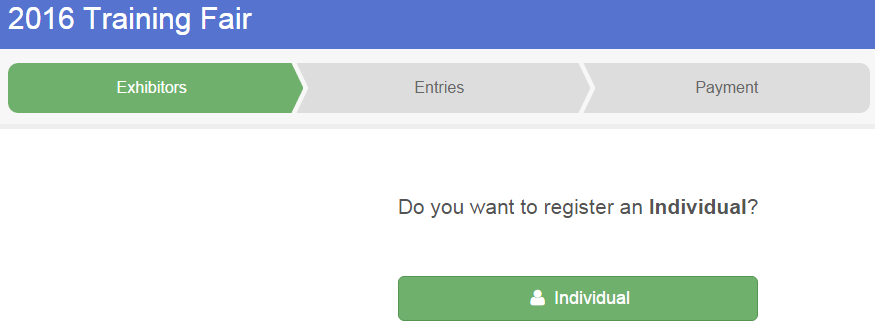 2016 Training Fair
Exhibitors
Entries
Payment
Do you want to register an Individual?
Individual